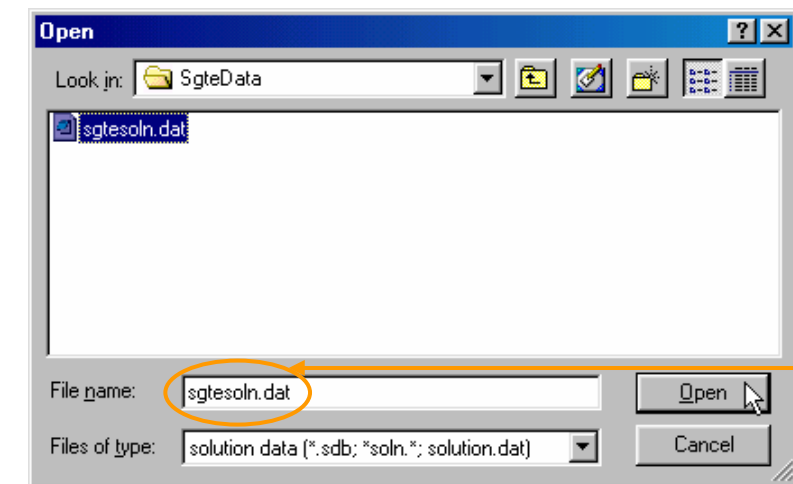 Open
Look in: SgteData
sgtesoln.dat
File name: sgtesoln.dat Open
Files of type: solution data (*.sdb; *soln.*; solution.dat) Cancel